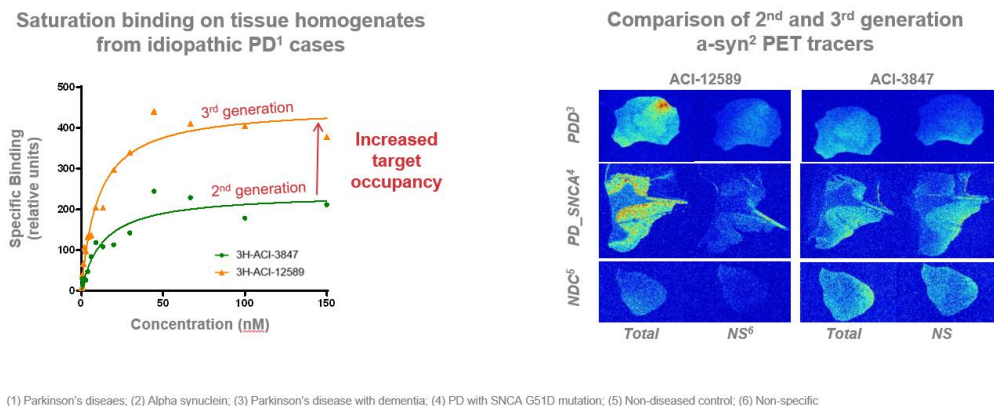 Saturation binding on tissue homogenates
from idiopathic PD¹ cases
500
400
300
200
100
0
0
50
100
150
Specific Binding
(relative units)
Concentration (nM)
3rd generation
2nd generation
Increased
target
occupancy
3H-ACI-3847
3H-ACI-12589
Comparison of 2nd and 3rd generation
a-syn² PET tracers
ACI-12589
ACI-3847
PDD³
PD_SNCA⁴
NDC⁵
Total
NS⁶
Total
NS
(1) Parkinson's diseaes; (2) Alpha synuclein; (3) Parkinson's disease with dementia; (4) PD with SNCA G51D mutation; (5) Non-diseased control; (6) Non-specific